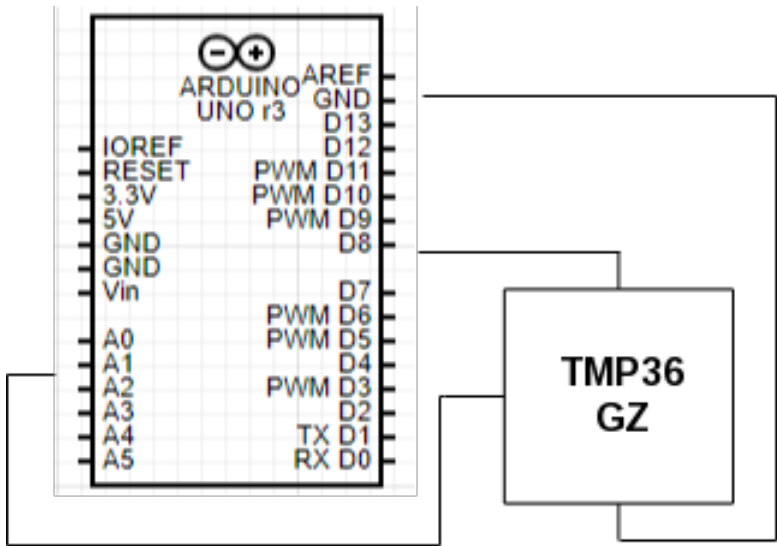 ARDUINO
UNO r3
AREF
GND
D13
IOREF
D12
RESET
PWM D11
3.3V
PWM D10
5V
PWM D9
GND
D8
GND
Vin
D7
PWM D6
A0
PWM D5
A1
D4
A2
PWM D3
A3
D2
A4
TX D1
A5
RX D0
TMP36
GZ